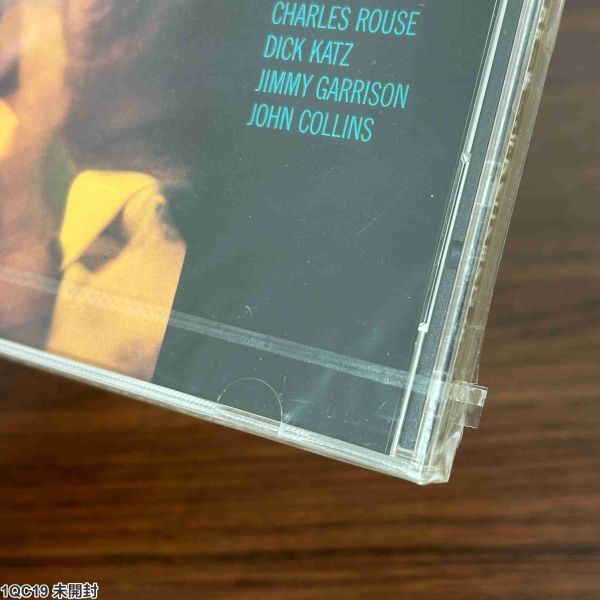 CHARLES ROUSE
DICK KATZ
JIMMY GARRISON
JOHN COLLINS
1QC19 未開封